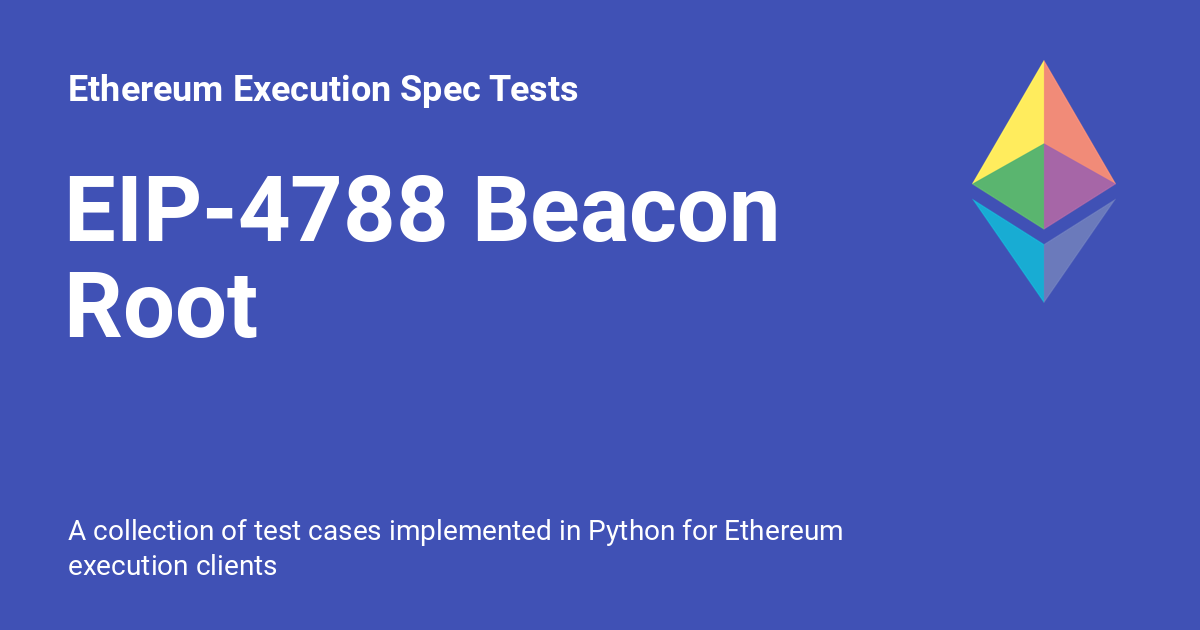 Ethereum Execution Spec Tests
EIP-4788 Beacon
Root
A collection of test cases implemented in Python for Ethereum
execution clients